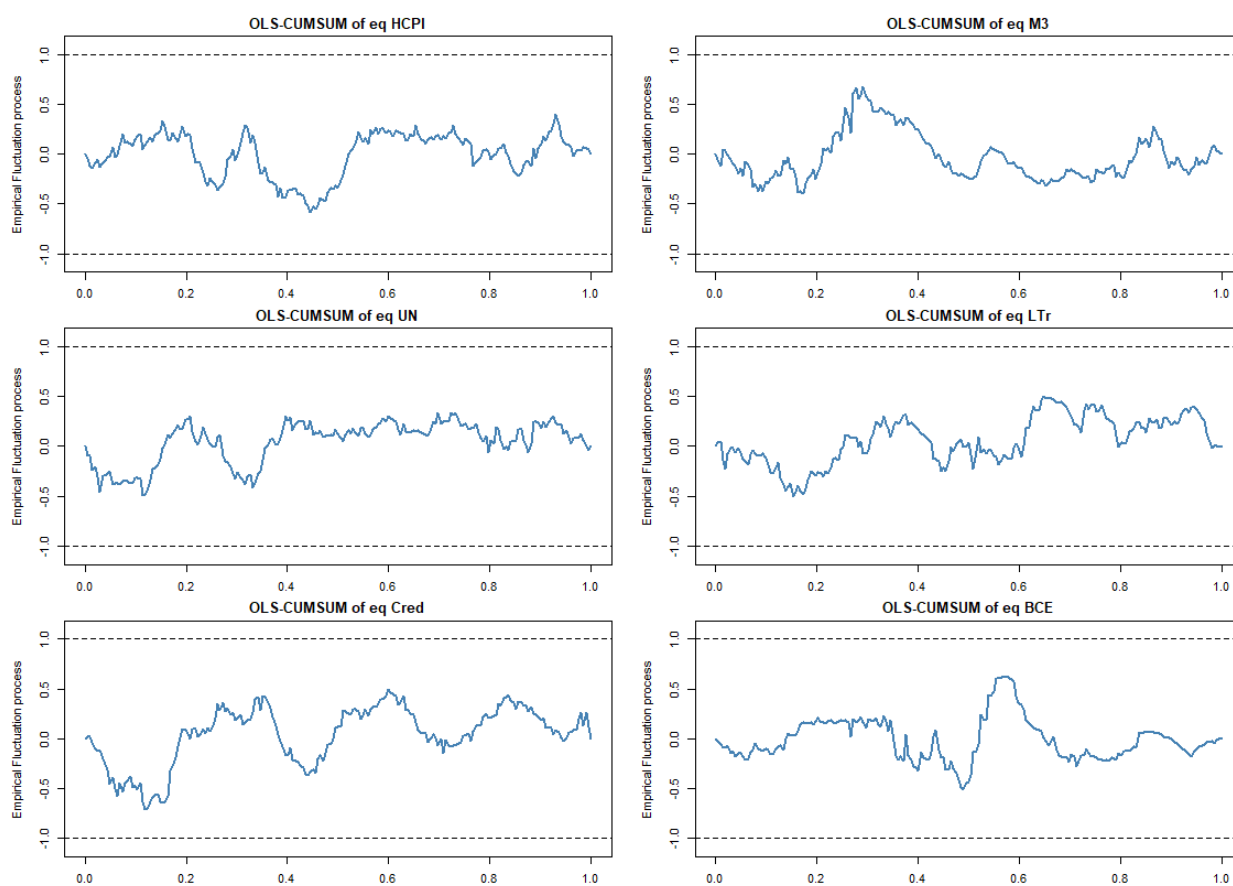 OLS-CUMSUM of eq HCPI
Empirical Fluctuation process
1.0
0.5
0.0
-0.5
-1.0
0.0 0.2 0.4 0.6 0.8 1.0
OLS-CUMSUM of eq M3
Empirical Fluctuation process
1.0
0.5
0.0
-0.5
-1.0
0.0 0.2 0.4 0.6 0.8 1.0
OLS-CUMSUM of eq UN
Empirical Fluctuation process
1.0
0.5
0.0
-0.5
-1.0
0.0 0.2 0.4 0.6 0.8 1.0
OLS-CUMSUM of eq LTr
Empirical Fluctuation process
1.0
0.5
0.0
-0.5
-1.0
0.0 0.2 0.4 0.6 0.8 1.0
OLS-CUMSUM of eq Cred
Empirical Fluctuation process
1.0
0.5
0.0
-0.5
-1.0
0.0 0.2 0.4 0.6 0.8 1.0
OLS-CUMSUM of eq BCE
Empirical Fluctuation process
1.0
0.5
0.0
-0.5
-1.0
0.0 0.2 0.4 0.6 0.8 1.0